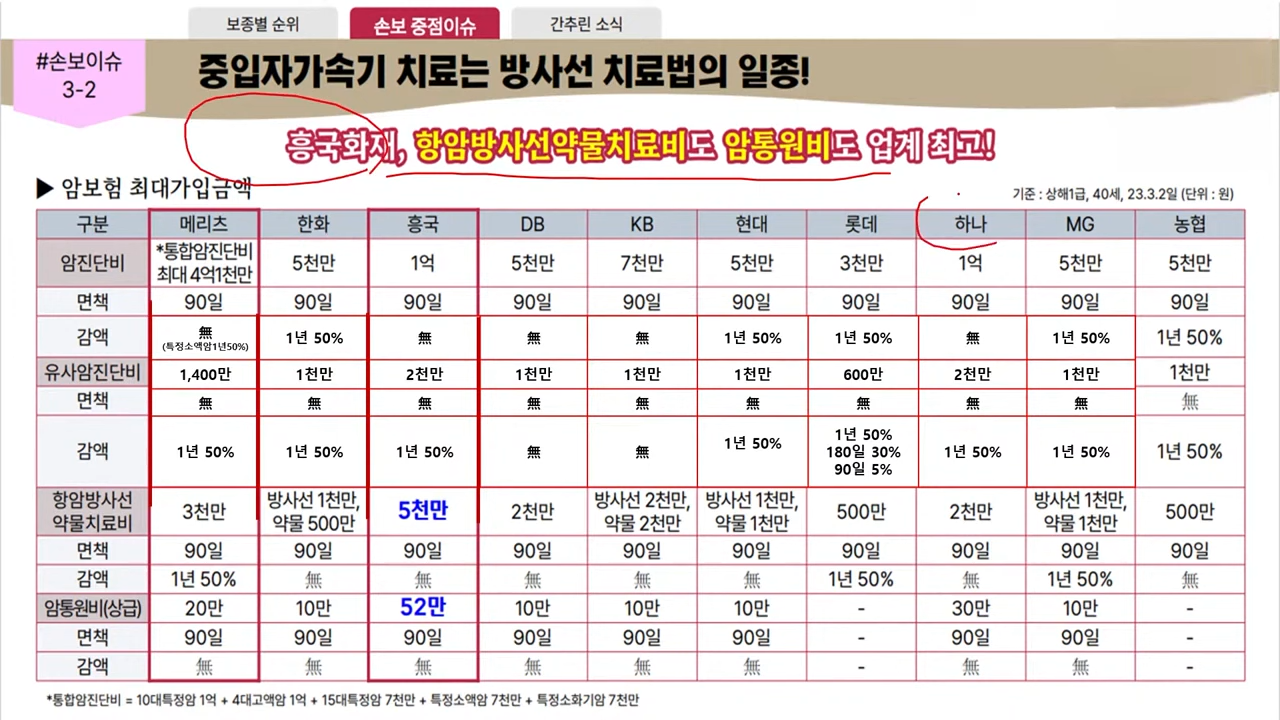 보종별 순위 손보 중점이슈 간추린 소식
#손보이슈
3-2
중입자가속기 치료는 방사선 치료법의 일종!
흥국화재, 항암방사선약물치료비도 암통원비도 업계 최고!
▶ 암보험 최대가입금액
기준 : 상해1급, 40세, 23.3.2일 (단위 : 원)
구분 메리츠 한화 흥국 DB KB 현대 롯데 하나 MG 농협
암진단비 *통합암진단비 최대 4억1천만 5천만 1억 5천만 7천만 5천만 3천만 1억 5천만 5천만
면책 90일 90일 90일 90일 90일 90일 90일 90일 90일 90일
감액 無 (특정소액암1년50%) 1년 50% 無 無 無 1년 50% 1년 50% 無 1년 50% 1년 50%
유사암진단비 1,400만 1천만 2천만 1천만 1천만 1천만 600만 2천만 1천만 1천만
면책 無 無 無 無 無 無 無 無 無 無
감액 1년 50% 1년 50% 1년 50% 無 無 1년 50% 1년 50% 180일 30% 90일 5% 1년 50% 1년 50% 1년 50%
항암방사선 약물치료비 3천만 방사선 1천만, 약물 500만 5천만 2천만 방사선 2천만, 약물 2천만 방사선 1천만, 약물 1천만 500만 2천만 방사선 1천만, 약물 1천만 500만
면책 90일 90일 90일 90일 90일 90일 90일 90일 90일 90일
감액 1년 50% 無 無 無 無 無 1년 50% 無 1년 50% 無
암통원비(상급) 20만 10만 52만 10만 10만 10만 - 30만 10만 -
면책 90일 90일 90일 90일 90일 90일 - 90일 90일 -
감액 無 無 無 無 無 無 - 無 無 -
*통합암진단비 = 10대특정암 1억 + 4대고액암 1억 + 15대특정암 7천만 + 특정소액암 7천만 + 특정소화기암 7천만